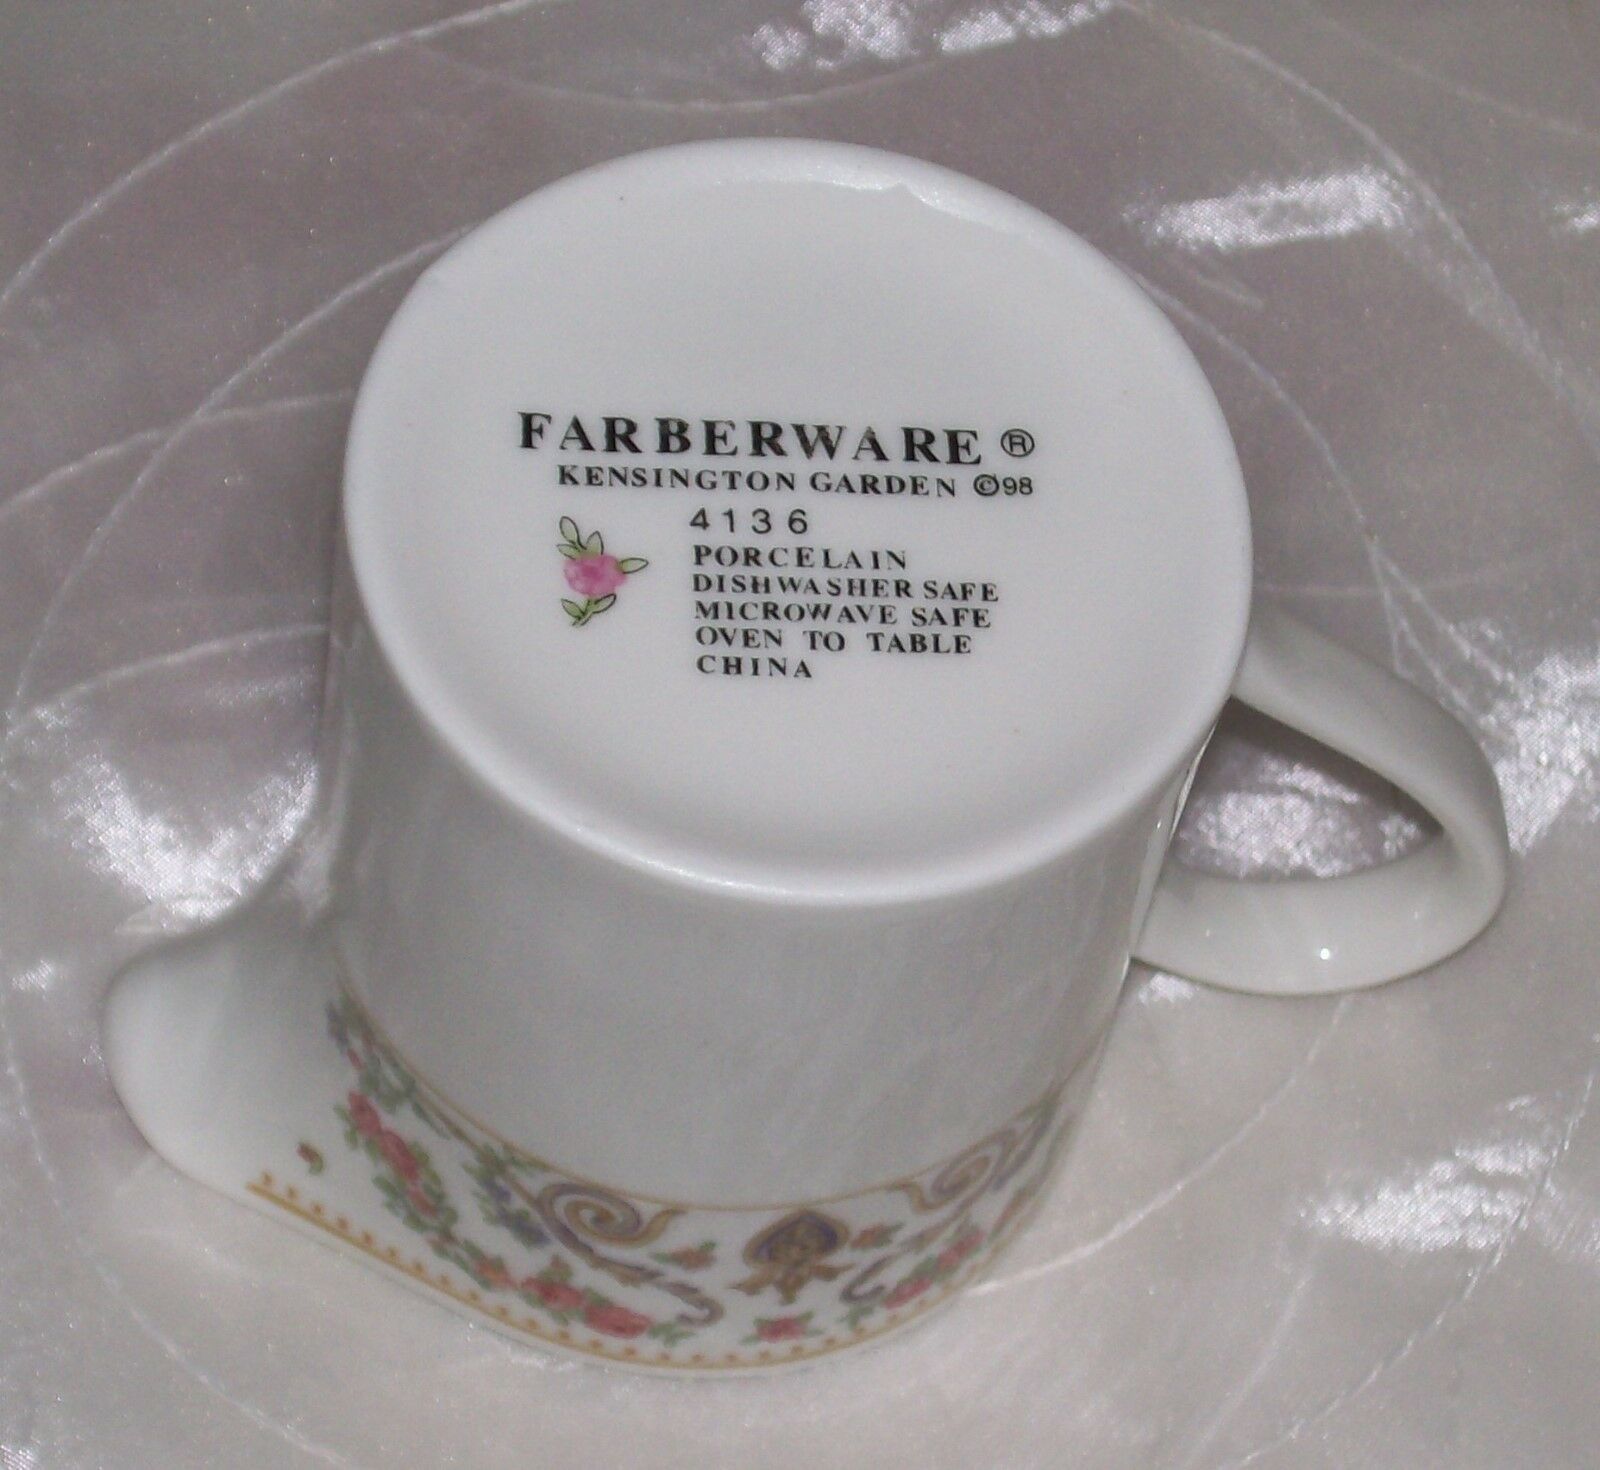 FARBERWARE ®
KENSINGTON GARDEN ©98
4136
PORCELAIN
DISHWASHER SAFE
MICROWAVE SAFE
OVEN TO TABLE
CHINA